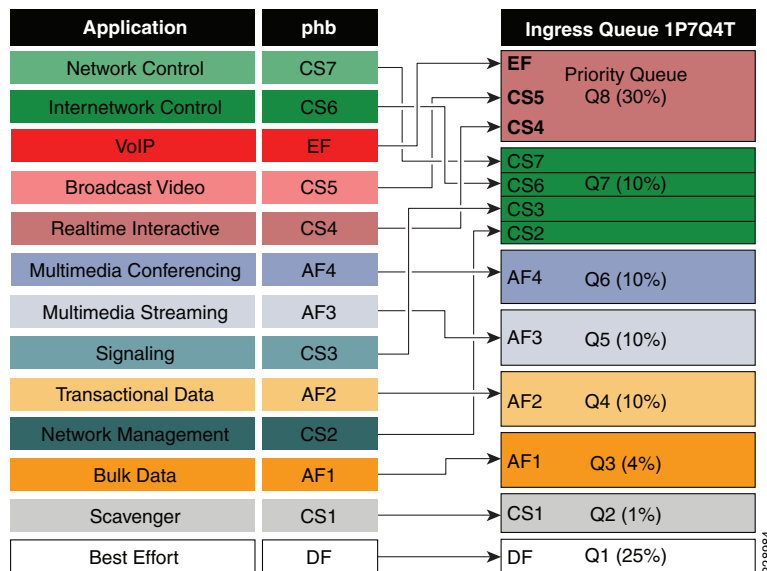 Application phb Ingress Queue 1P7Q4T
Network Control CS7
Internetwork Control CS6
VoIP EF
Broadcast Video CS5
Realtime Interactive CS4
Multimedia Conferencing AF4
Multimedia Streaming AF3
Signaling CS3
Transactional Data AF2
Network Management CS2
Bulk Data AF1
Scavenger CS1
Best Effort DF
EF
Priority Queue
CS5 Q8 (30%)
CS4
CS7
CS6 Q7 (10%)
CS3
CS2
AF4 Q6 (10%)
AF3 Q5 (10%)
AF2 Q4 (10%)
AF1 Q3 (4%)
CS1 Q2 (1%)
DF Q1 (25%)